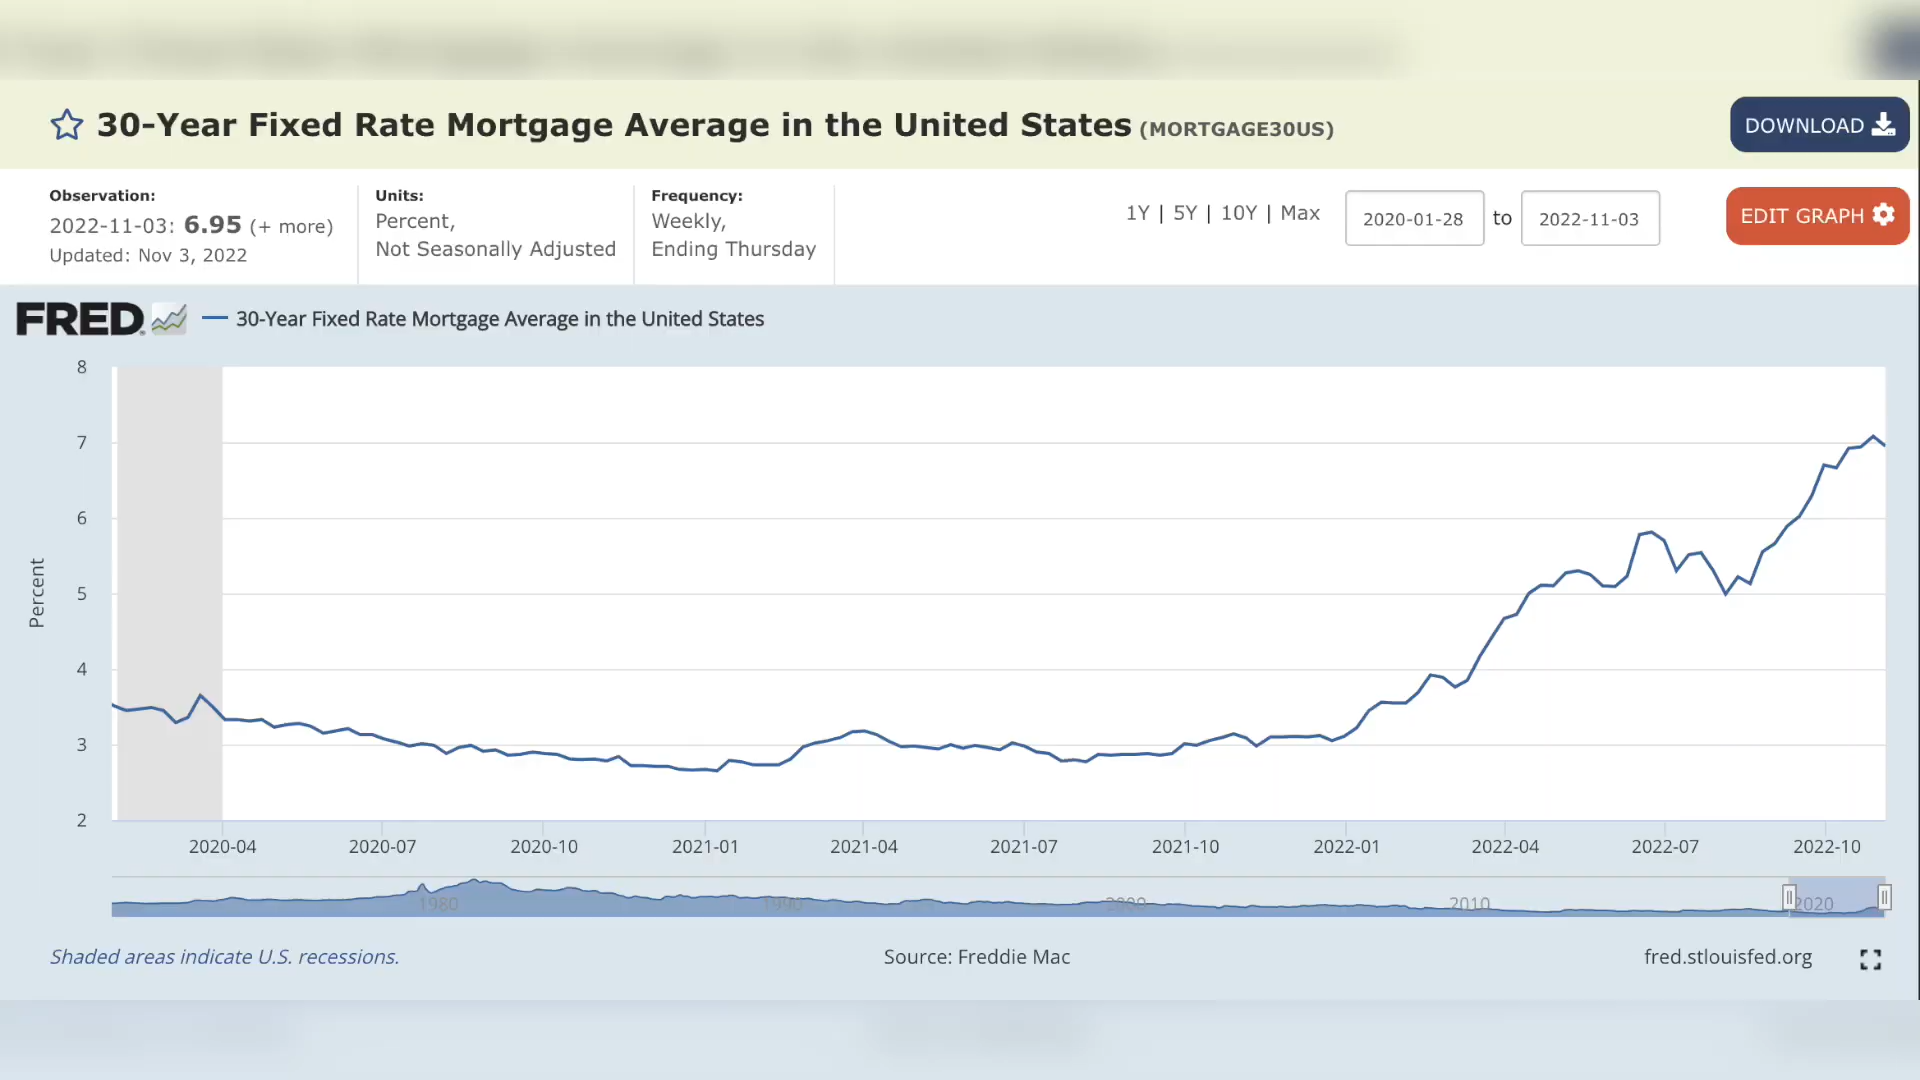 30-Year Fixed Rate Mortgage Average in the United States (MORTGAGE30US)
DOWNLOAD
Observation:
2022-11-03: 6.95 (+ more)
Updated: Nov 3, 2022
Units:
Percent,
Not Seasonally Adjusted
Frequency:
Weekly,
Ending Thursday
1Y | 5Y | 10Y | Max
2020-01-28 to 2022-11-03
EDIT GRAPH
FRED
30-Year Fixed Rate Mortgage Average in the United States
Percent
8
7
6
5
4
3
2
2020-04 2020-07 2020-10 2021-01 2021-04 2021-07 2021-10 2022-01 2022-04 2022-07 2022-10
1980 1990 2000 2010 2020
Shaded areas indicate U.S. recessions.
Source: Freddie Mac
fred.stlouisfed.org